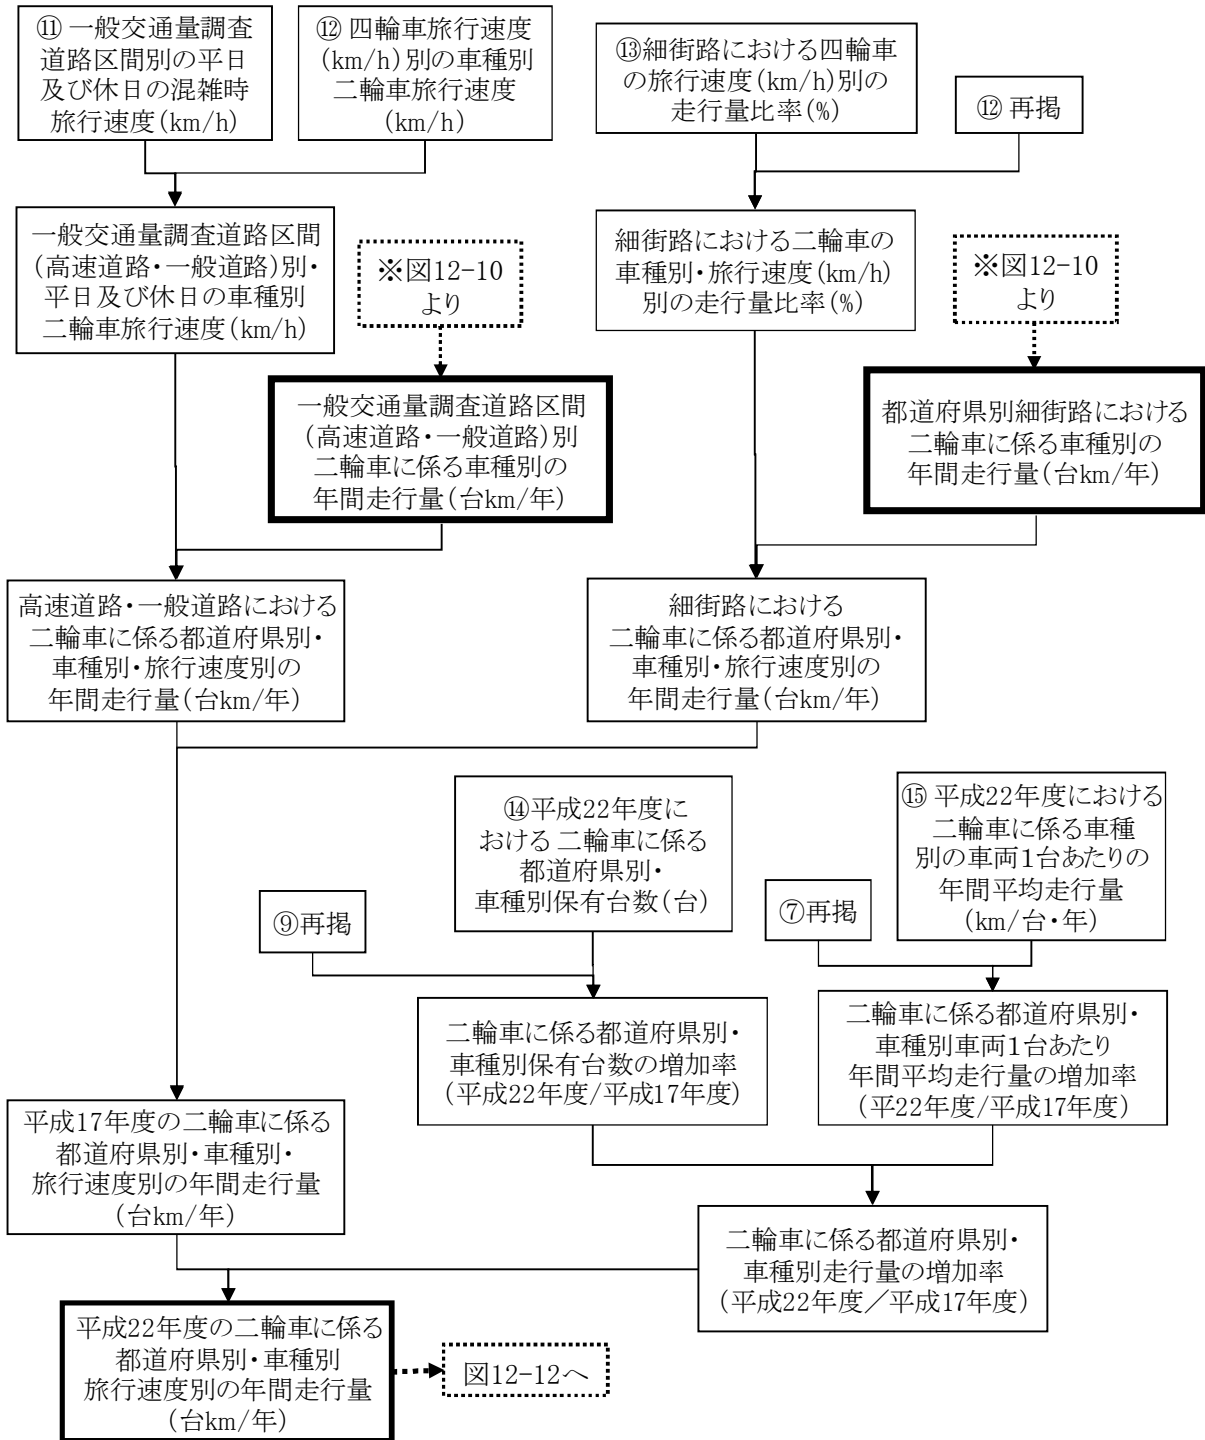 ⑪ 一般交通量調査
道路区間別の平日
及び休日の混雑時
旅行速度(km/h)
⑫ 四輪車旅行速度
(km/h)別の車種別
二輪車旅行速度
(km/h)
⑬細街路における四輪車
の旅行速度(km/h)別の
走行量比率(%)
⑫ 再掲
一般交通量調査道路区間
(高速道路・一般道路)別・
平日及び休日の車種別
二輪車旅行速度(km/h)
※図12-10
より
細街路における二輪車の
車種別・旅行速度(km/h)
別の走行量比率(%)
※図12-10
より
一般交通量調査道路区間
(高速道路・一般道路)別
二輪車に係る車種別の
年間走行量(台km/年)
都道府県別細街路における
二輪車に係る車種別の
年間走行量(台km/年)
高速道路・一般道路における
二輪車に係る都道府県別・
車種別・旅行速度別の
年間走行量(台km/年)
細街路における
二輪車に係る都道府県別・
車種別・旅行速度別の
年間走行量(台km/年)
⑨再掲
⑭平成22年度に
おける 二輪車に係る
都道府県別・
車種別保有台数(台)
⑦再掲
⑮ 平成22年度における
二輪車に係る車種
別の車両1台あたりの
年間平均走行量
(km/台・年)
二輪車に係る都道府県別・
車種別保有台数の増加率
(平成22年度/平成17年度)
二輪車に係る都道府県別・
車種別車両1台あたり
年間平均走行量の増加率
(平22年度/平成17年度)
平成17年度の二輪車に係る
都道府県別・車種別・
旅行速度別の年間走行量
(台km/年)
二輪車に係る都道府県別・
車種別走行量の増加率
(平成22年度／平成17年度)
平成22年度の二輪車に係る
都道府県別・車種別
旅行速度別の年間走行量
(台km/年)
図12-12へ